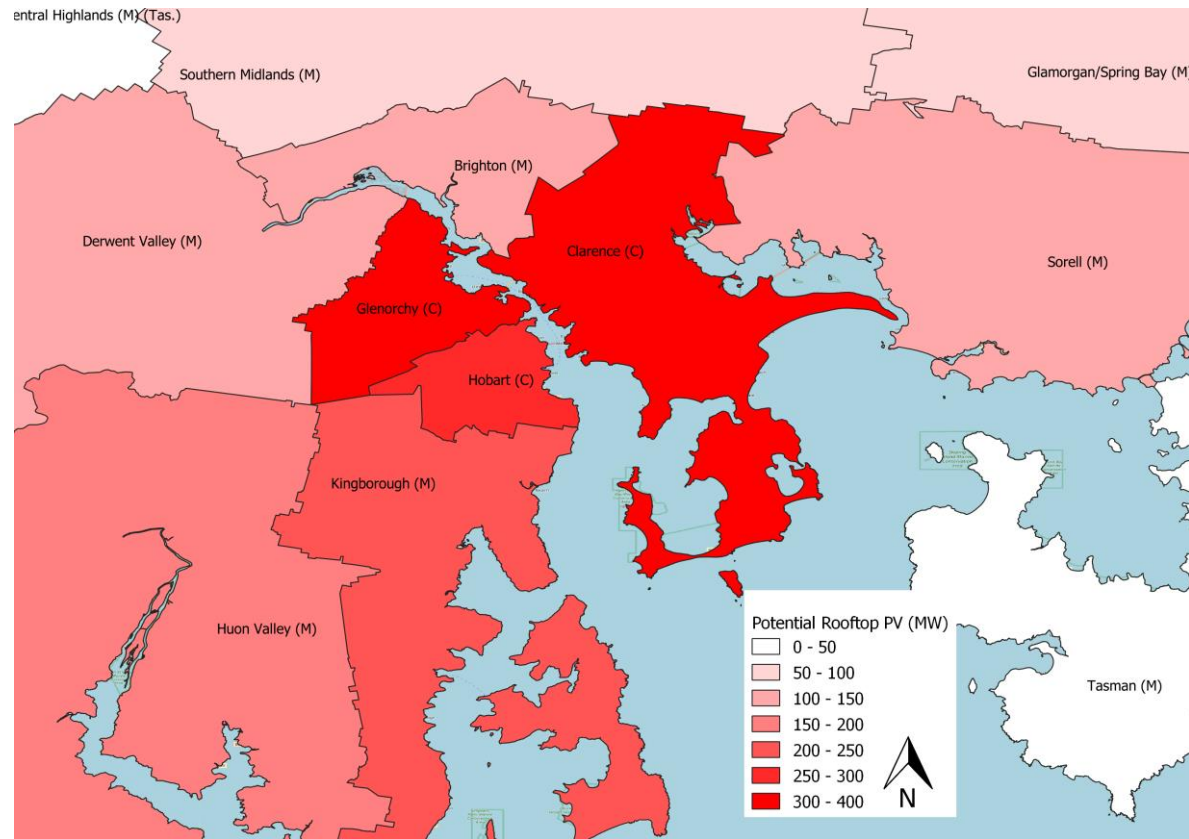 entral Highlands (M) (Tas.)
Southern Midlands (M)
Glamorgan/Spring Bay (M)
Brighton (M)
Derwent Valley (M)
Clarence (C)
Sorell (M)
Glenorchy (C)
Hobart (C)
Kingborough (M)
Huon Valley (M)
Tasman (M)
Potential Rooftop PV (MW)
0 - 50
50 - 100
100 - 150
150 - 200
200 - 250
250 - 300
300 - 400
N